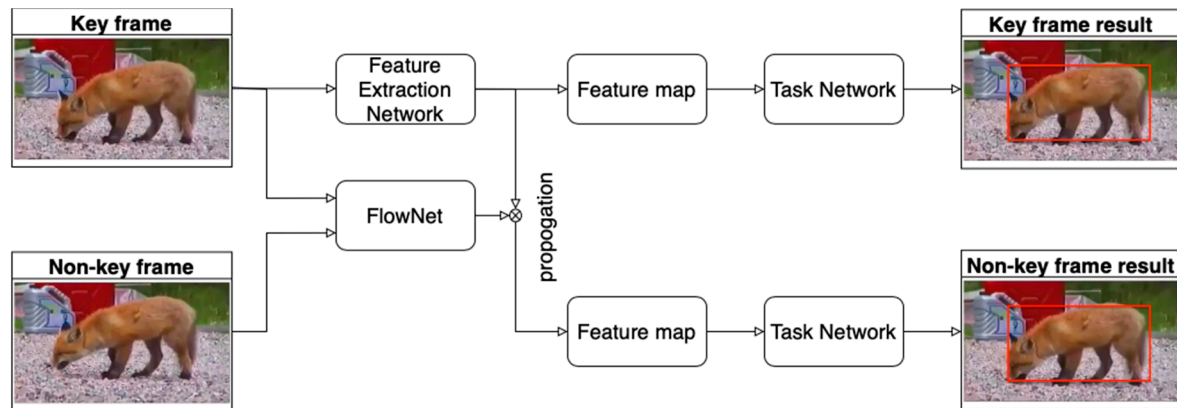 Key frame
Feature
Extraction
Network
Feature map
Task Network
Key frame result
FlowNet
propogation
Non-key frame
Feature map
Task Network
Non-key frame result